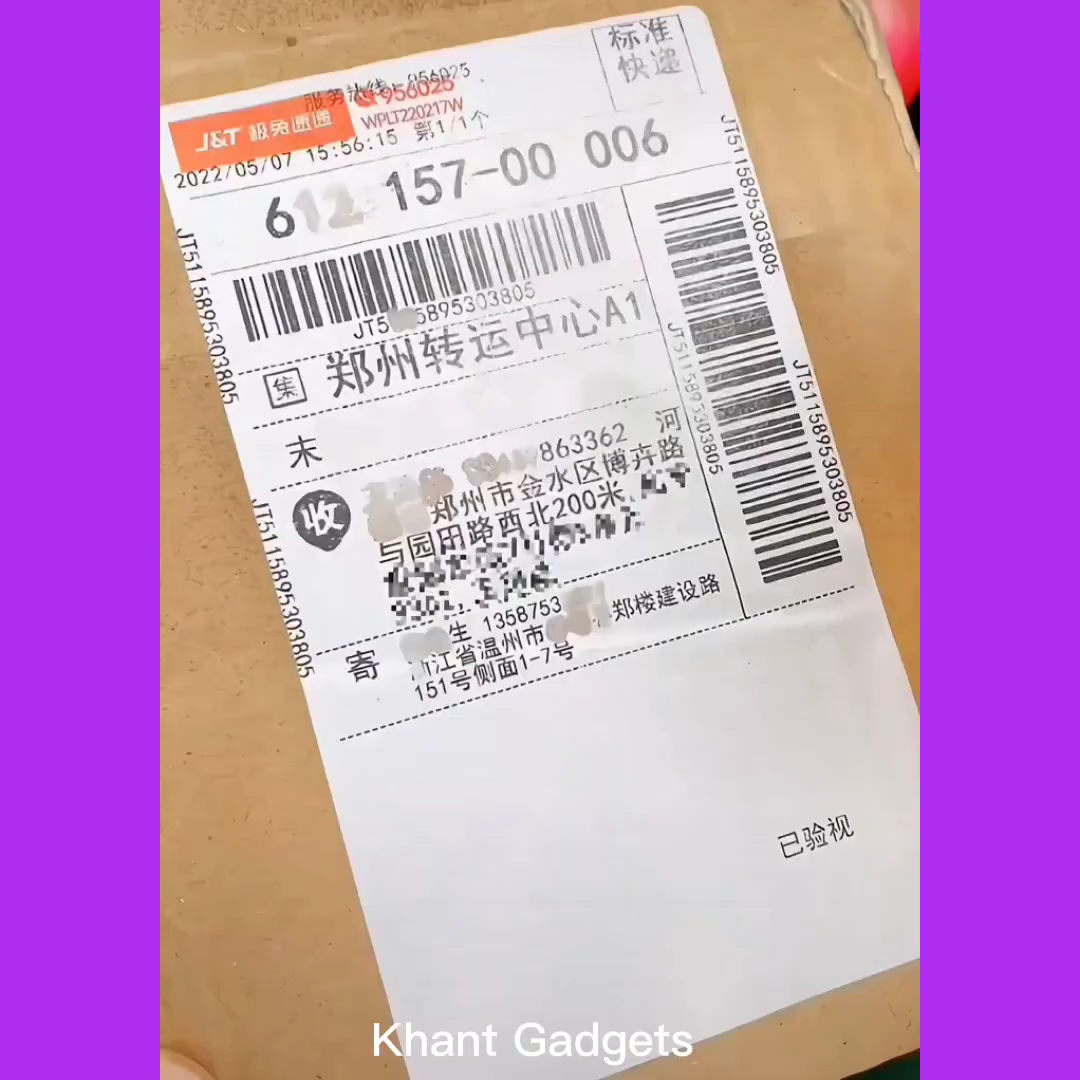 标准
快递
服务热线:956025
956025
J&T 极兔速递
WPLT220217W
2022/05/07 15:56:15 第1/1个
6 157-00 006
JT5115895303805
JT5115895303805
JT5 5895303805
集 郑州转运中心A1
末
JT5115895303805
JT5115895303805
收 863362 河
郑州市金水区博卉路
与园田路西北200米
JT5115895303805
寄 生 1358753
江省温州市 郑楼建设路
151号侧面1-7号
已验视
Khant Gadgets